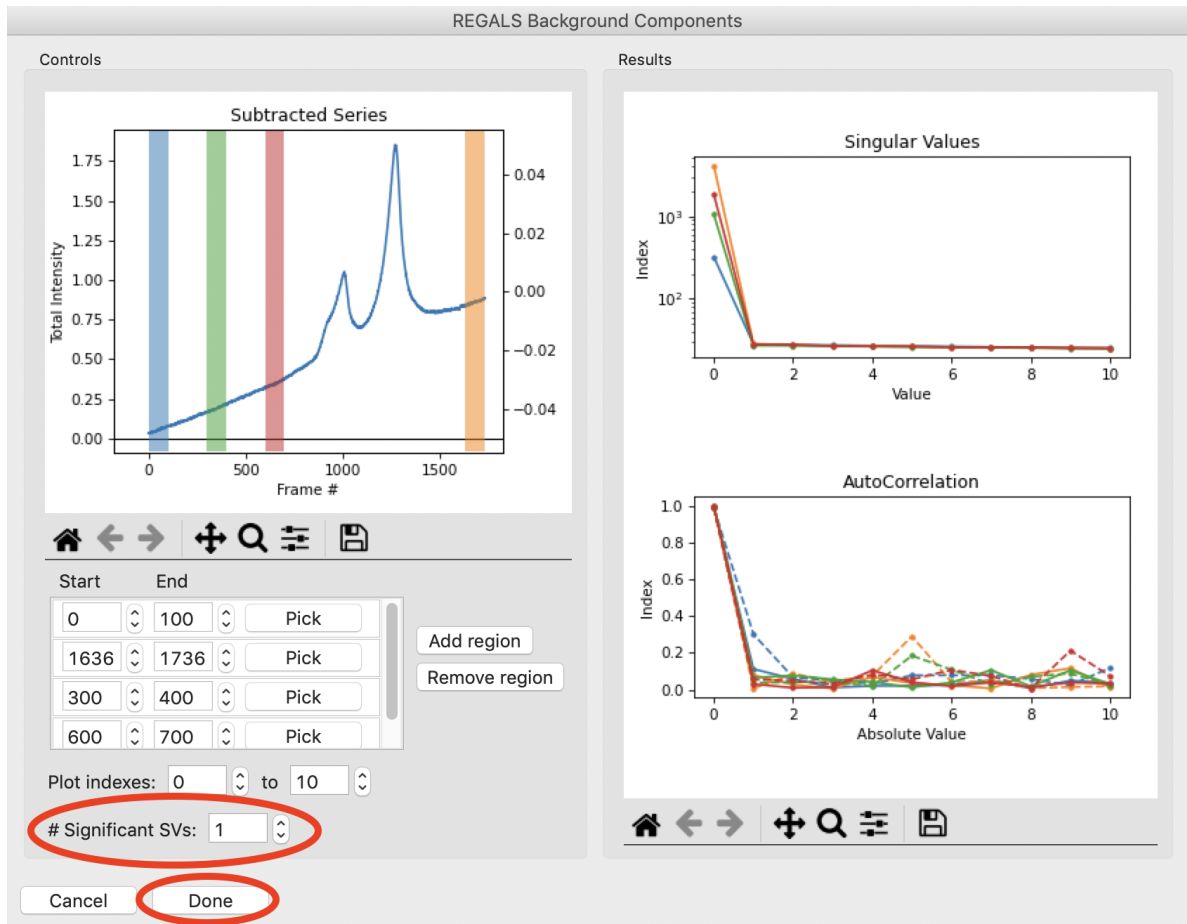 REGALS Background Components
Controls
Subtracted Series
Total Intensity
1.75
1.50
1.25
1.00
0.75
0.50
0.25
0.00
0.04
0.02
0.00
−0.02
−0.04
0 500 1000 1500
Frame #
Start End
0 100 Pick
1636 1736 Pick
300 400 Pick
600 700 Pick
Add region
Remove region
Plot indexes: 0 to 10
# Significant SVs: 1
Cancel Done
Results
Singular Values
Index
10³
10²
0 2 4 6 8 10
Value
AutoCorrelation
Index
1.0
0.8
0.6
0.4
0.2
0.0
0 2 4 6 8 10
Absolute Value